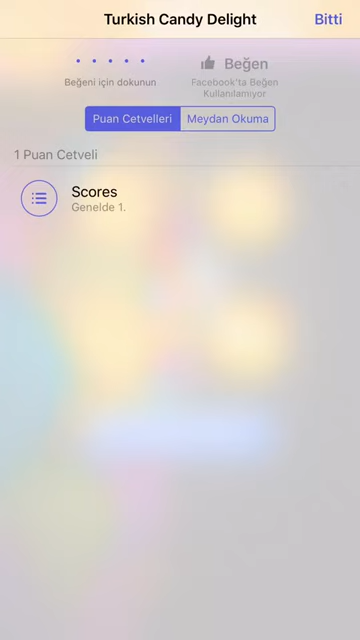 Turkish Candy Delight
Bitti
Beğeni için dokunun
Beğen
Facebook'ta Beğen
Kullanılamıyor
Puan Cetvelleri
Meydan Okuma
1 Puan Cetveli
Scores
Genelde 1.